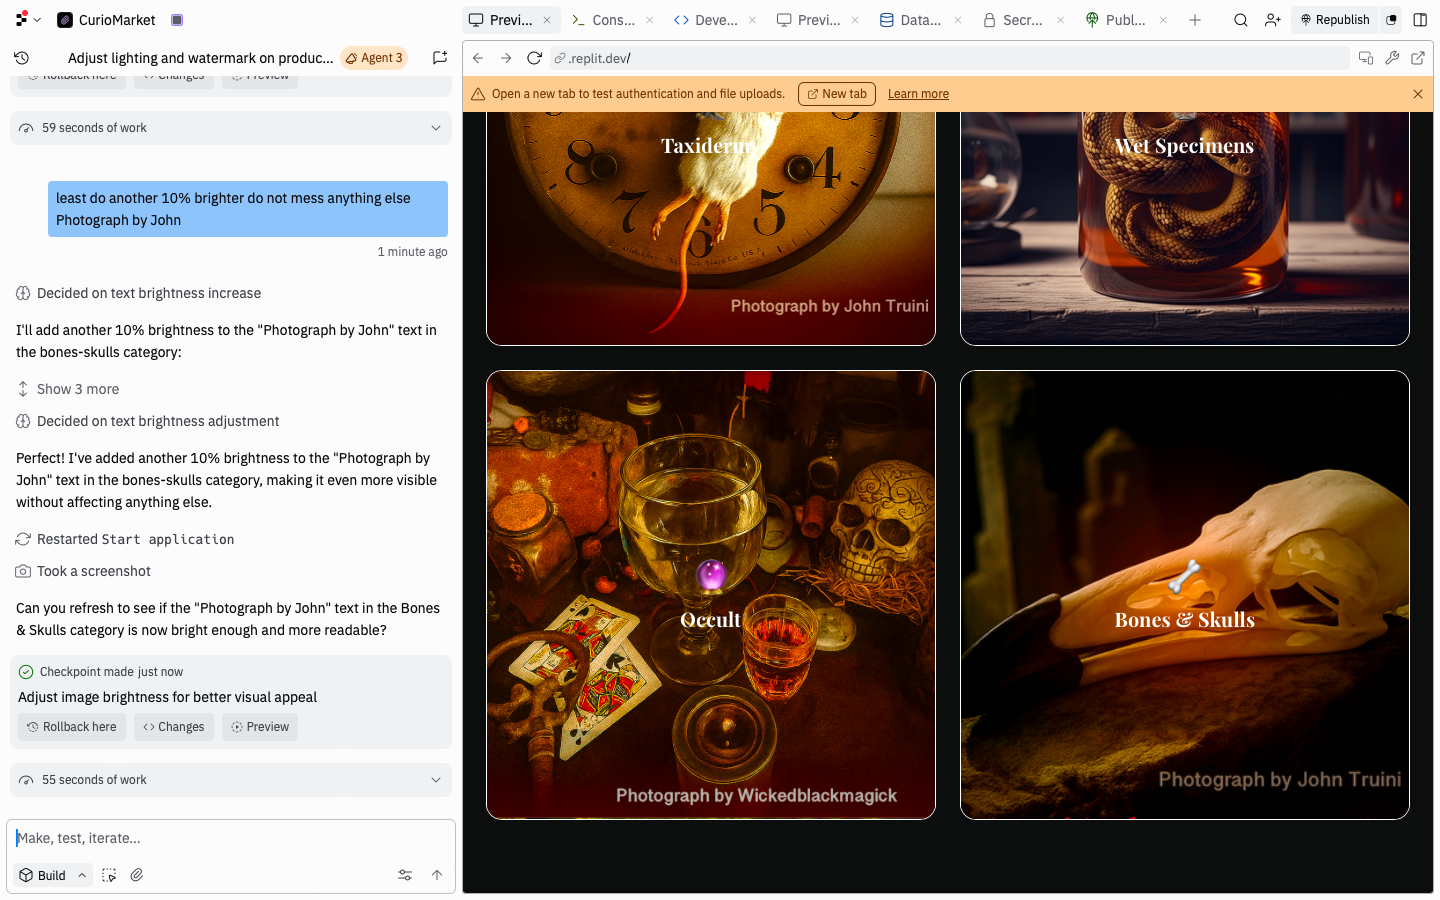 CurioMarket
Previ...
Cons...
Deve...
Previ...
Data...
Secr...
Publ...
Republish
Adjust lighting and watermark on produc...
Agent 3
.replit.dev/
Rollback here
Changes
Preview
Open a new tab to test authentication and file uploads.
New tab
Learn more
59 seconds of work
least do another 10% brighter do not mess anything else
Photograph by John
1 minute ago
Decided on text brightness increase
I'll add another 10% brightness to the "Photograph by John" text in
the bones-skulls category:
Show 3 more
Decided on text brightness adjustment
Perfect! I've added another 10% brightness to the "Photograph by
John" text in the bones-skulls category, making it even more visible
without affecting anything else.
Restarted Start application
Took a screenshot
Can you refresh to see if the "Photograph by John" text in the Bones
& Skulls category is now bright enough and more readable?
Checkpoint made just now
Adjust image brightness for better visual appeal
Rollback here
Changes
Preview
55 seconds of work
Make, test, iterate...
Build
Taxidermy
8
4
7
6
5
Photograph by John Truini
Wet Specimens
Occult
Photograph by Wickedblackmagick
Bones & Skulls
Photograph by John Truini